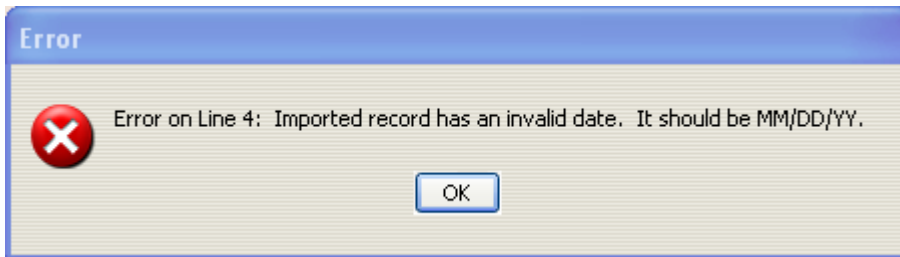 Error
Error on Line 4:  Imported record has an invalid date.  It should be MM/DD/YY.
OK